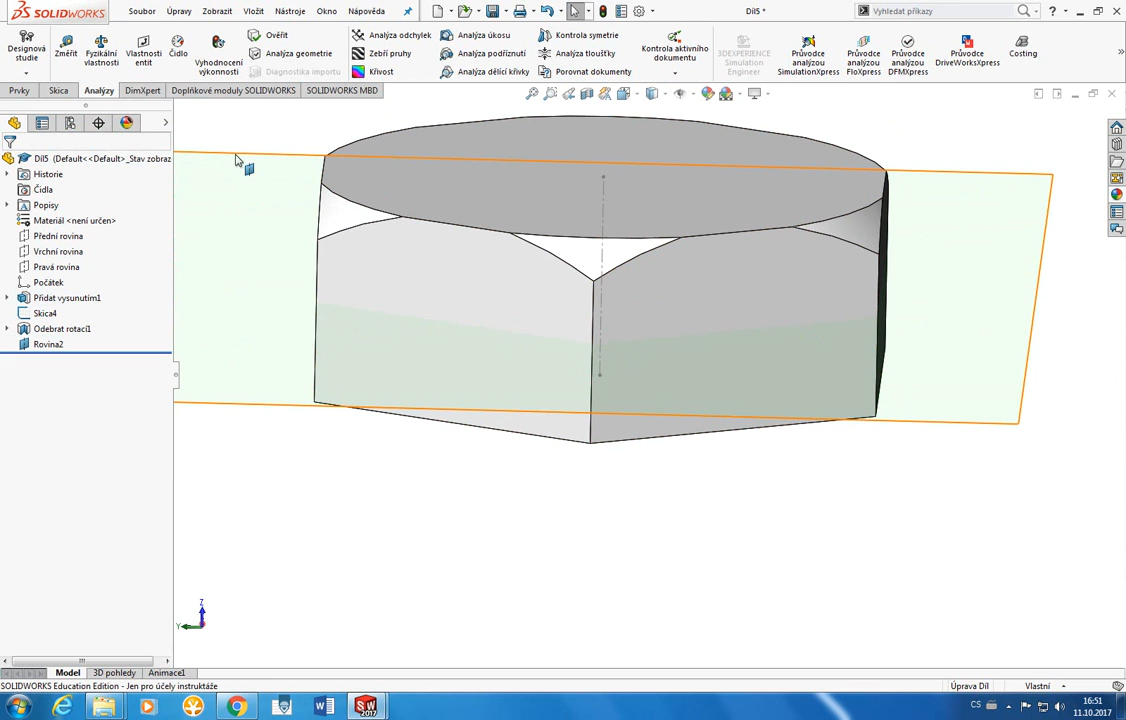 SOLIDWORKS
Soubor Úpravy Zobrazit Vložit Nástroje Okno Nápověda
Díl5 *
Vyhledat příkazy
Designová studie
Změřit
Fyzikální vlastnosti
Vlastnosti entit
Čidlo
Vyhodnocení výkonnosti
Ověřit
Analýza geometrie
Diagnostika importu
Analýza odchylek
Zebří pruhy
Křivost
Analýza úkosu
Analýza podříznutí
Analýza dělící křivky
Kontrola symetrie
Analýza tloušťky
Porovnat dokumenty
Kontrola aktivního dokumentu
3DEXPERIENCE Simulation Engineer
Průvodce analýzou SimulationXpress
Průvodce analýzou FloXpress
Průvodce analýzou DFMXpress
Průvodce DriveWorksXpress
Costing
Prvky Skica Analýzy DimXpert Doplňkové moduly SOLIDWORKS SOLIDWORKS MBD
Díl5 (Default<<Default>_Stav zobraz
Historie
Čidla
Popisy
Materiál <není určen>
Přední rovina
Vrchní rovina
Pravá rovina
Počátek
Přidat vysunutím1
Skica4
Odebrat rotací1
Rovina2
Z
Y
Model 3D pohledy Animace1
SOLIDWORKS Education Edition - Jen pro účely instruktáže
Úprava Díl
Vlastní
CS
16:51
11.10.2017